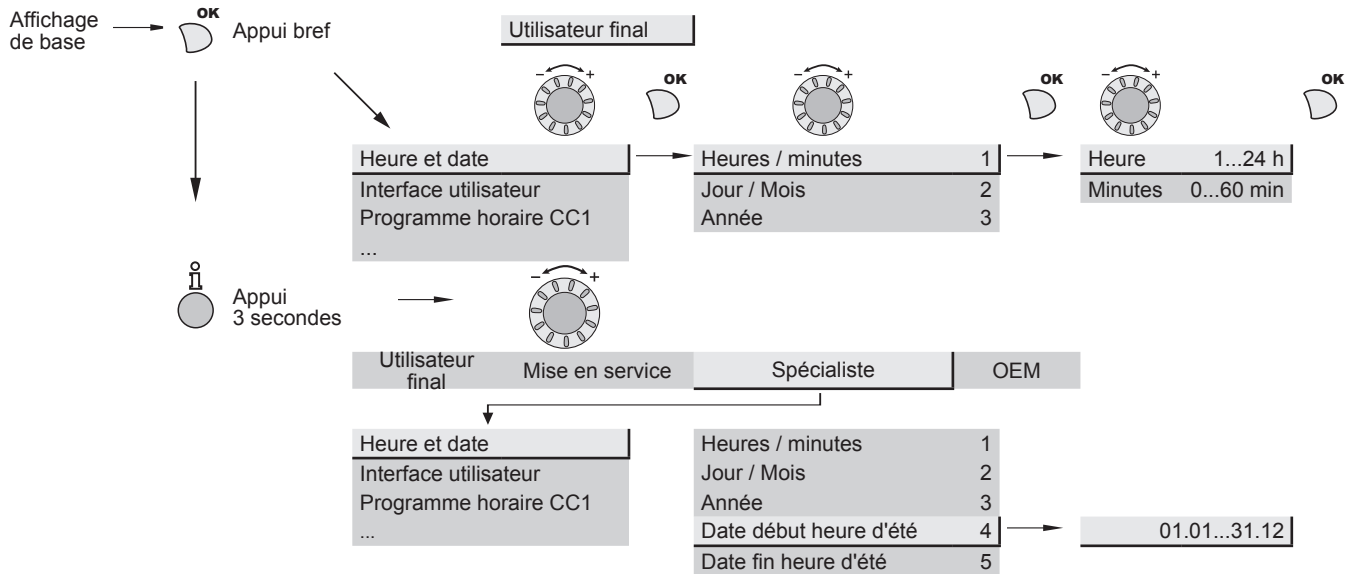 Affichage
de base
OK
Appui bref
Utilisateur final
- +
OK
- +
OK
- +
OK
Heure et date
Interface utilisateur
Programme horaire CC1
...
Heures / minutes 1
Jour / Mois 2
Année 3
Heure 1...24 h
Minutes 0...60 min
i
Appui
3 secondes
- +
Utilisateur
final
Mise en service
Spécialiste
OEM
Heure et date
Interface utilisateur
Programme horaire CC1
...
Heures / minutes 1
Jour / Mois 2
Année 3
Date début heure d'été 4
Date fin heure d'été 5
01.01...31.12